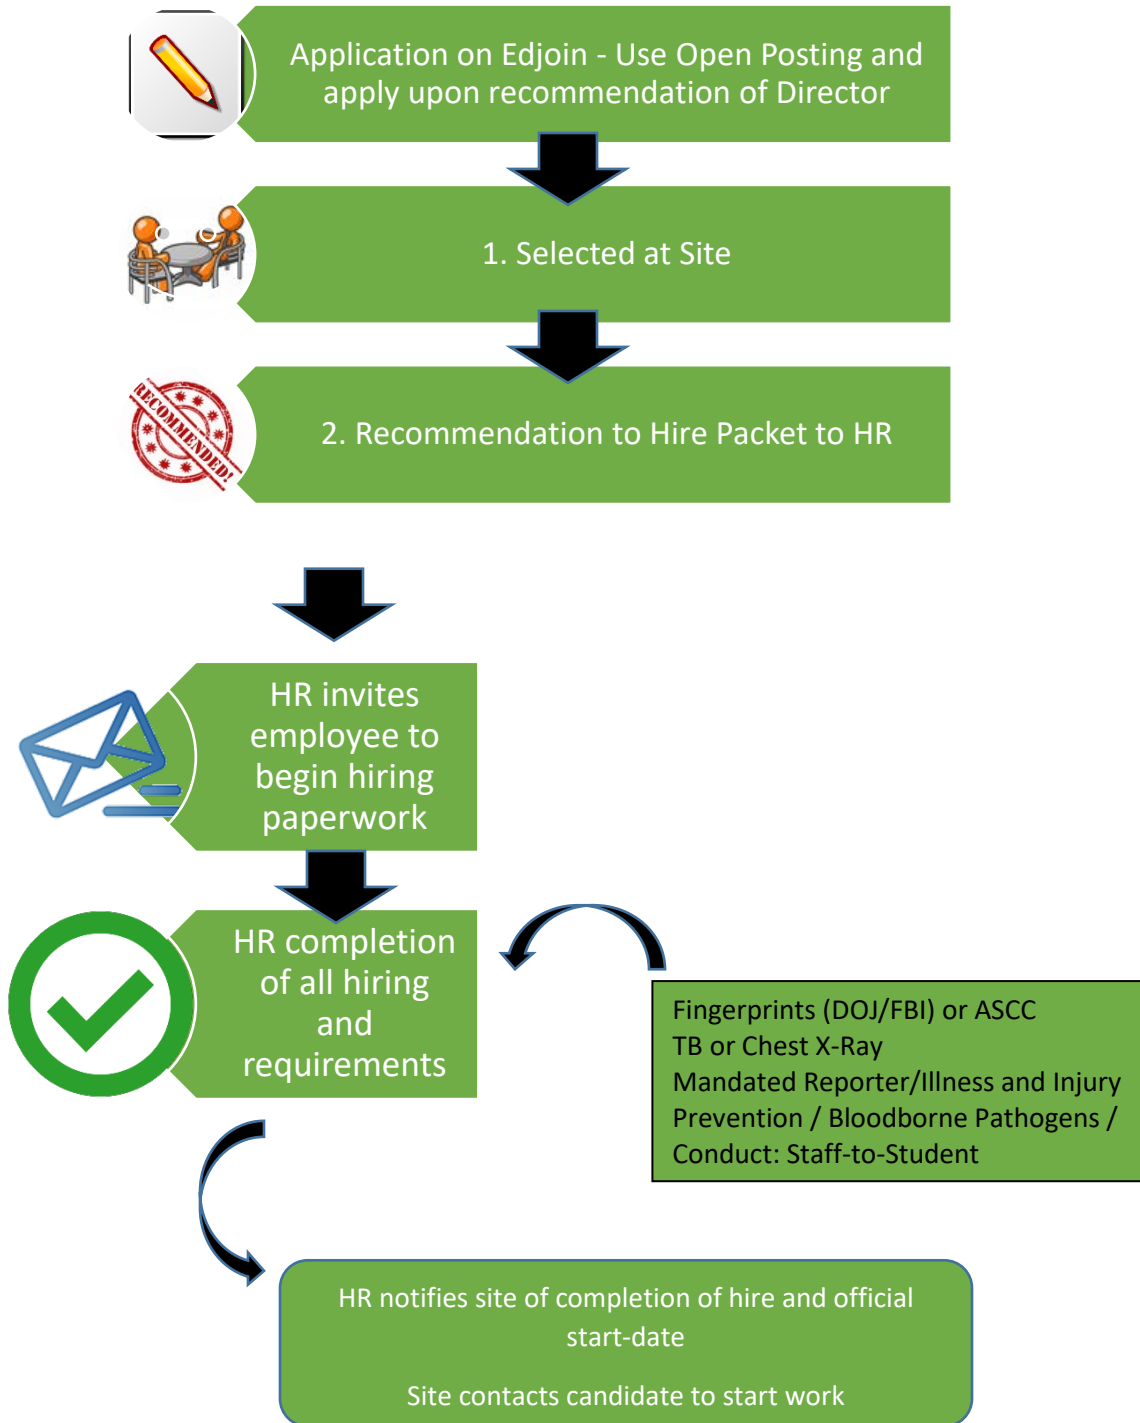 Application on Edjoin - Use Open Posting and
apply upon recommendation of Director
1. Selected at Site
RECOMMENDED!
2. Recommendation to Hire Packet to HR
HR invites
employee to
begin hiring
paperwork
HR completion
of all hiring
and
requirements
Fingerprints (DOJ/FBI) or ASCC
TB or Chest X-Ray
Mandated Reporter/Illness and Injury
Prevention / Bloodborne Pathogens /
Conduct: Staff-to-Student
HR notifies site of completion of hire and official
start-date
Site contacts candidate to start work